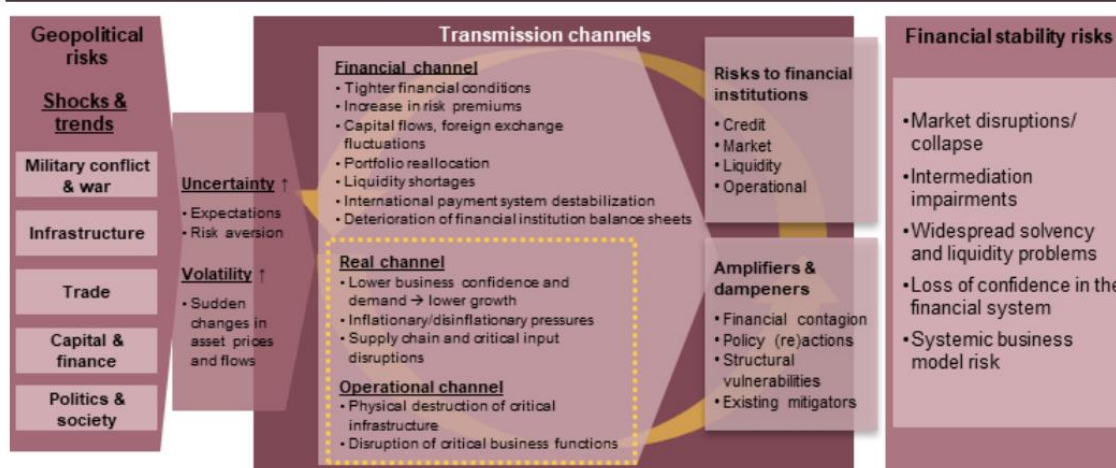 Geopolitical
risks
Shocks &
trends
Military conflict
& war
Infrastructure
Trade
Capital &
finance
Politics &
society
Uncertainty ↑
• Expectations
• Risk aversion
Volatility ↑
• Sudden
changes in
asset prices
and flows
Transmission channels
Financial channel
• Tighter financial conditions
• Increase in risk premiums
• Capital flows, foreign exchange
fluctuations
• Portfolio reallocation
• Liquidity shortages
• International payment system destabilization
• Deterioration of financial institution balance sheets
Real channel
• Lower business confidence and
demand → lower growth
• Inflationary/disinflationary pressures
• Supply chain and critical input
disruptions
Operational channel
• Physical destruction of critical
infrastructure
• Disruption of critical business functions
Risks to financial
institutions
• Credit
• Market
• Liquidity
• Operational
Amplifiers &
dampeners
• Financial contagion
• Policy (re)actions
• Structural
vulnerabilities
• Existing mitigators
Financial stability risks
• Market disruptions/
collapse
• Intermediation
impairments
• Widespread solvency
and liquidity problems
• Loss of confidence in the
financial system
• Systemic business
model risk